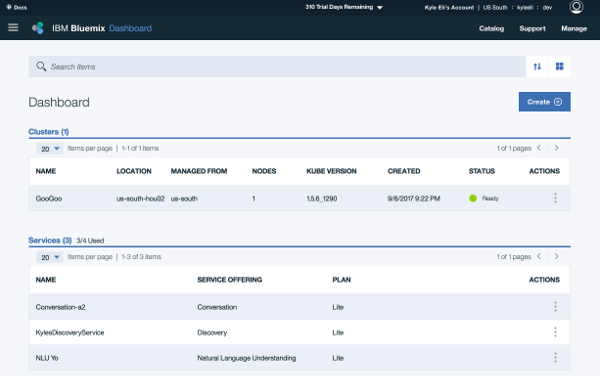 Docs 310 Trial Days Remaining Kyle Eli's Account | US South : kyleeli : dev
IBM Bluemix Dashboard Catalog Support Manage
Search Items
Dashboard Create
Clusters (1)
20 Items per page | 1-1 of 1 items 1 of 1 pages
NAME LOCATION MANAGED FROM NODES KUBE VERSION CREATED STATUS ACTIONS
GooGoo us-south-hou02 us-south 1 1.5.6_1290 9/6/2017 9:22 PM Ready
Services (3) 3/4 Used
20 Items per page | 1-3 of 3 items 1 of 1 pages
NAME SERVICE OFFERING PLAN ACTIONS
Conversation-a2 Conversation Lite
KylesDiscoveryService Discovery Lite
NLU Yo Natural Language Understanding Lite